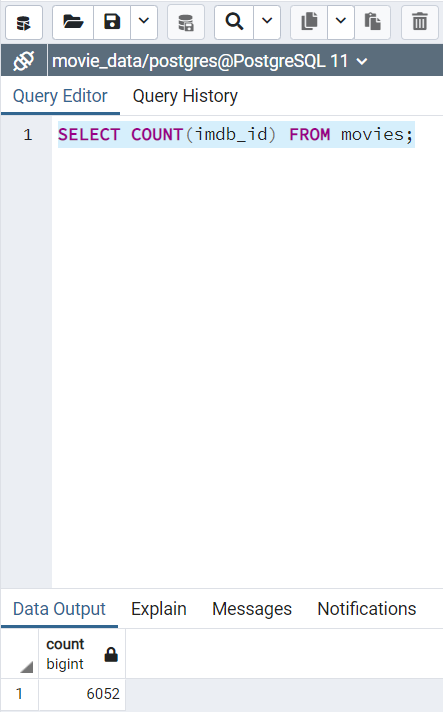 movie_data/postgres@PostgreSQL 11
Query Editor Query History
1 SELECT COUNT(imdb_id) FROM movies;
Data Output Explain Messages Notifications
count
bigint
1 6052